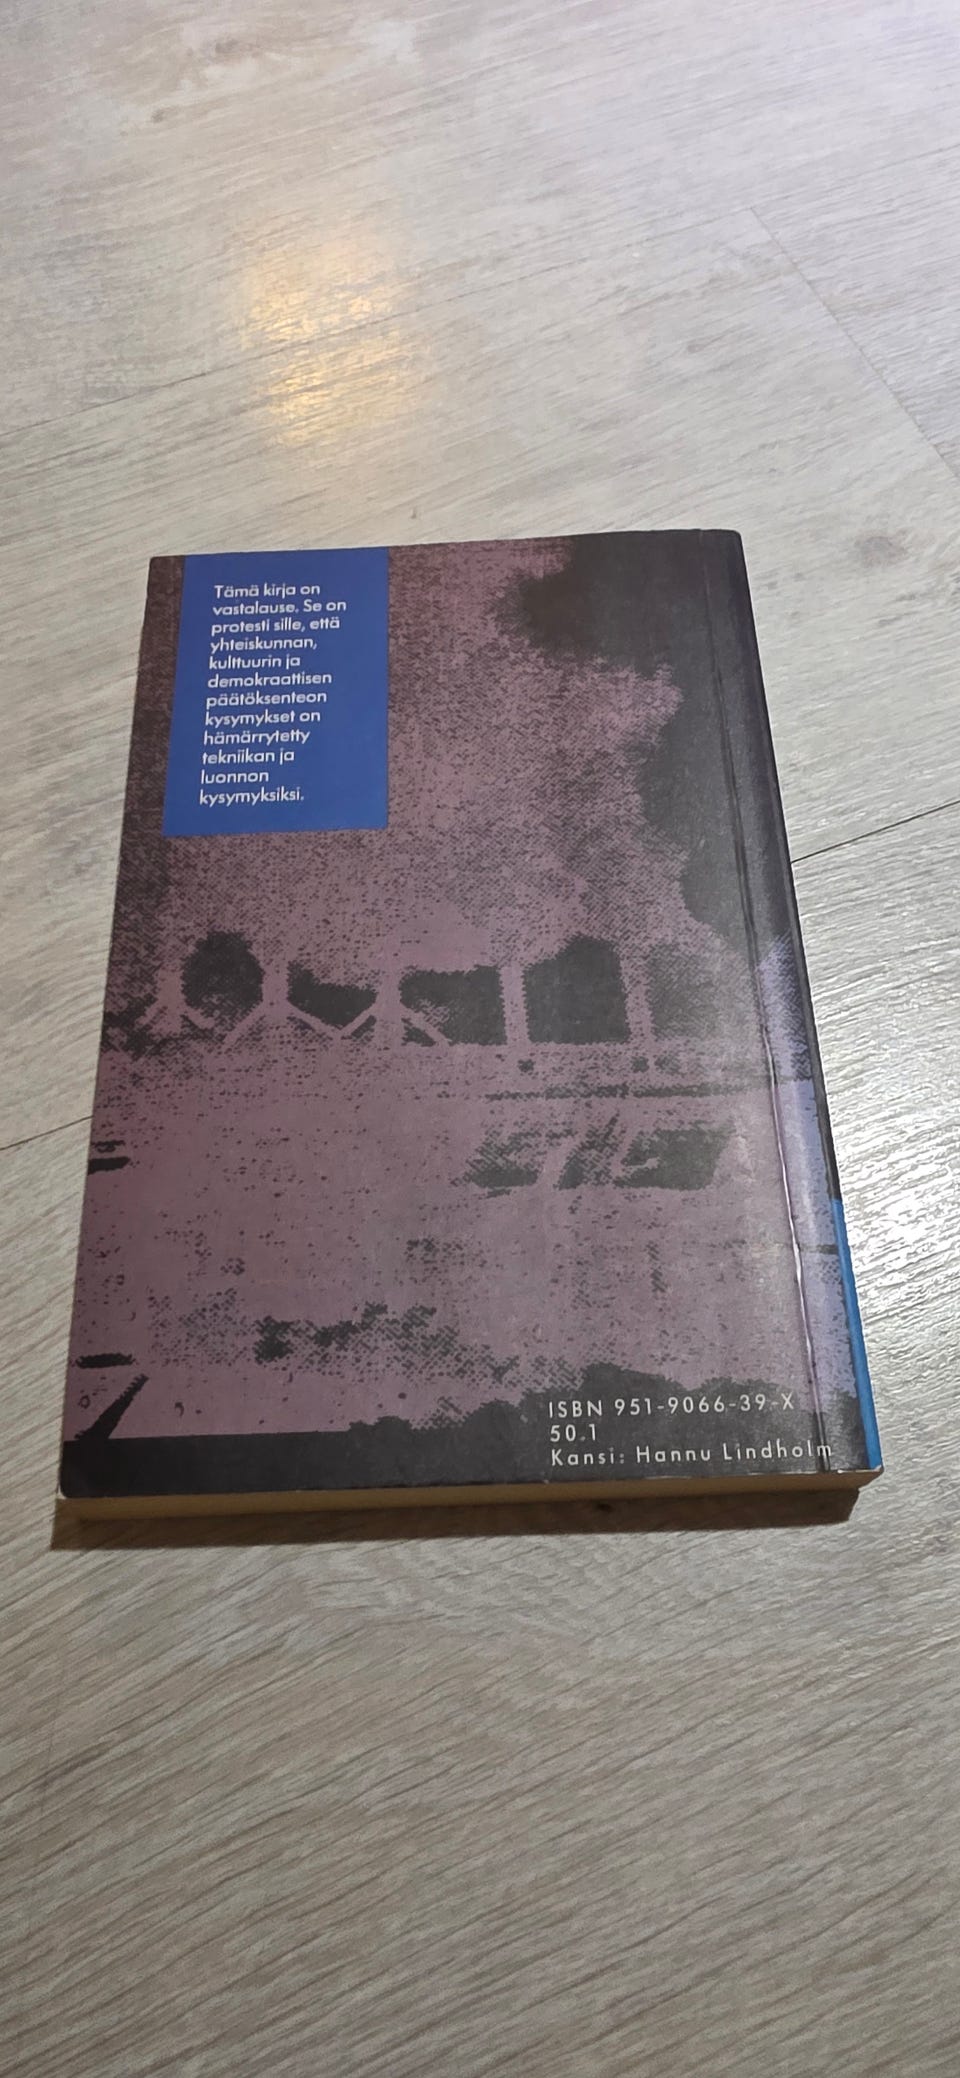 Tämä kirja on
vastalause. Se on
protesti sille, että
yhteiskunnan,
kulttuurin ja
demokraattisen
päätöksenteon
kysymykset on
hämärrytetty
tekniikan ja
luonnon
kysymyksiksi.
ISBN 951-9066-39-X
50.1
Kansi: Hannu Lindholm